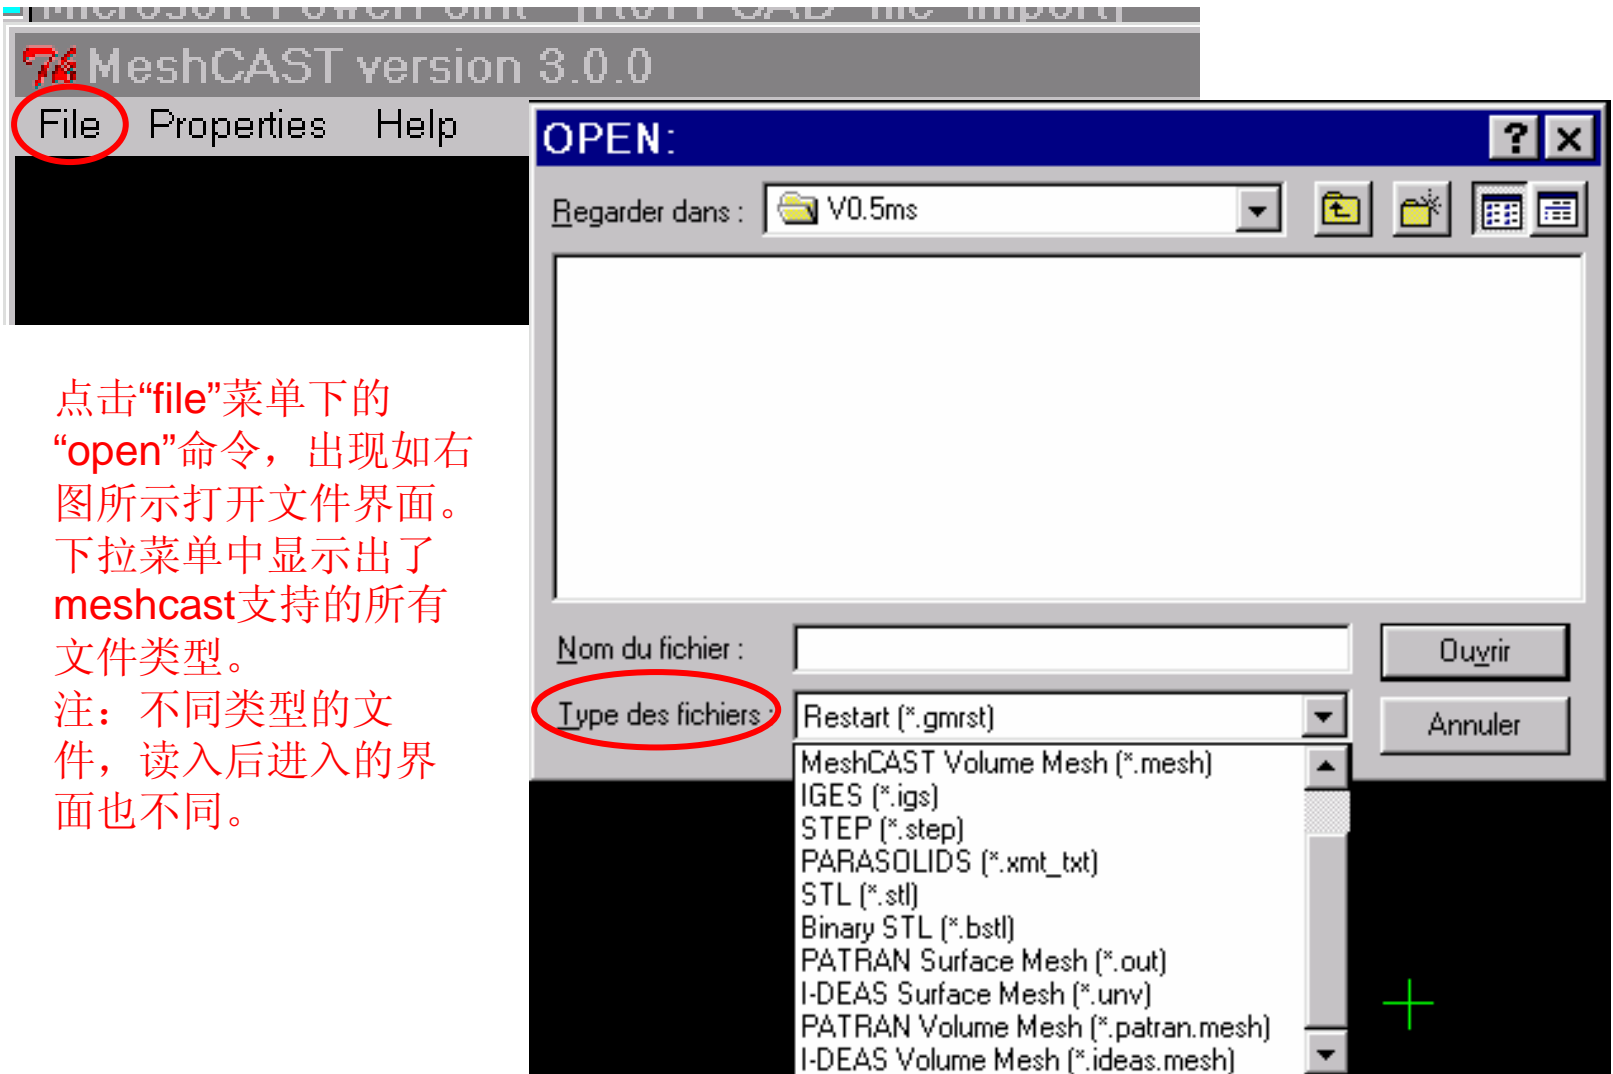 Microsoft PowerPoint - [R011 CAD file import]
MeshCAST version 3.0.0
File Properties Help
OPEN:
Regarder dans : V0.5ms
Nom du fichier : Ouvrir
Type des fichiers : Restart (*.gmrst) Annuler
MeshCAST Volume Mesh (*.mesh)
IGES (*.igs)
STEP (*.step)
PARASOLIDS (*.xmt_txt)
STL (*.stl)
Binary STL (*.bstl)
PATRAN Surface Mesh (*.out)
I-DEAS Surface Mesh (*.unv)
PATRAN Volume Mesh (*.patran.mesh)
I-DEAS Volume Mesh (*.ideas.mesh)
点击“file”菜单下的
“open”命令，出现如右
图所示打开文件界面。
下拉菜单中显示出了
meshcast支持的所有
文件类型。
注：不同类型的文
件，读入后进入的界
面也不同。